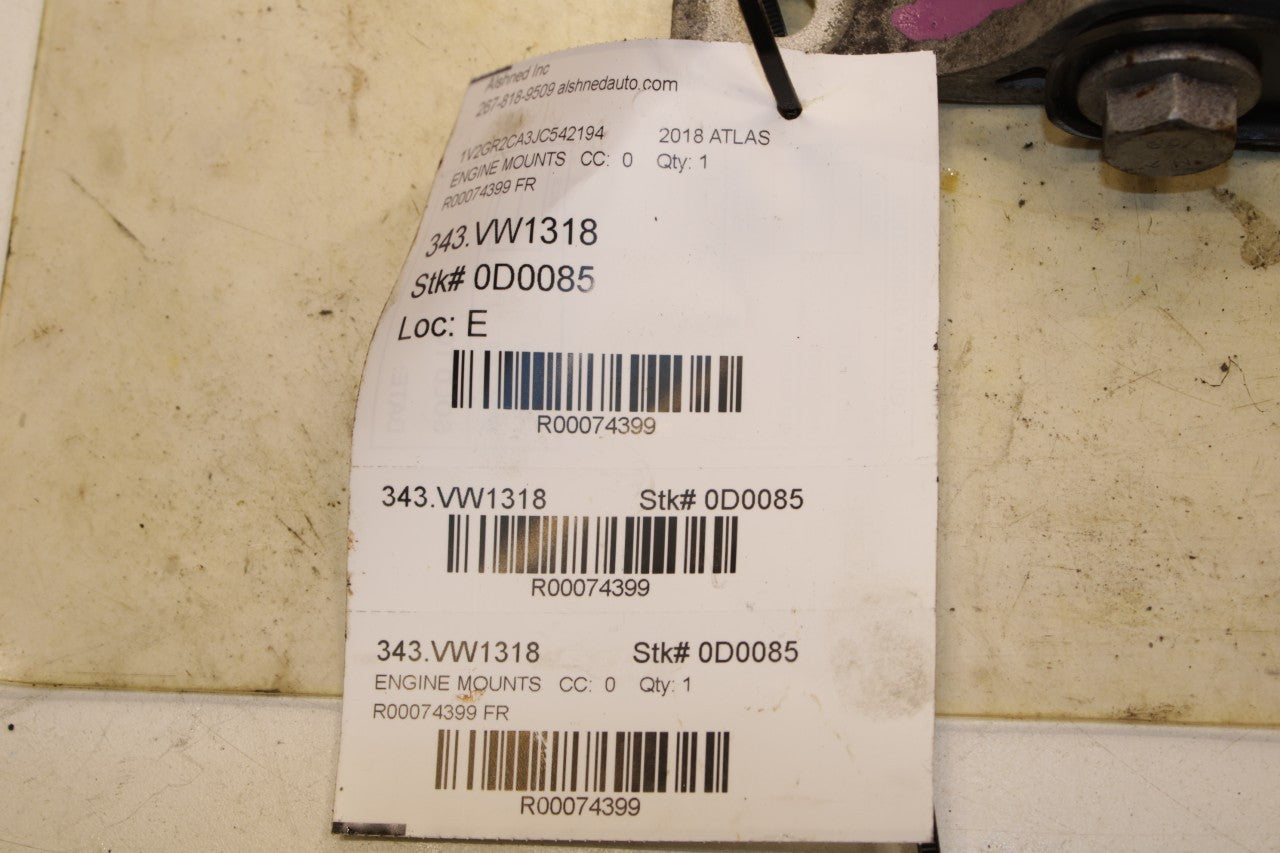 Alshned Inc
267-818-9509 alshnedauto.com
1V2GR2CA3JC542194 2018 ATLAS
ENGINE MOUNTS CC: 0 Qty: 1
R00074399 FR
343.VW1318
Stk# 0D0085
Loc: E
R00074399
343.VW1318 Stk# 0D0085
R00074399
343.VW1318 Stk# 0D0085
ENGINE MOUNTS CC: 0 Qty: 1
R00074399 FR
R00074399